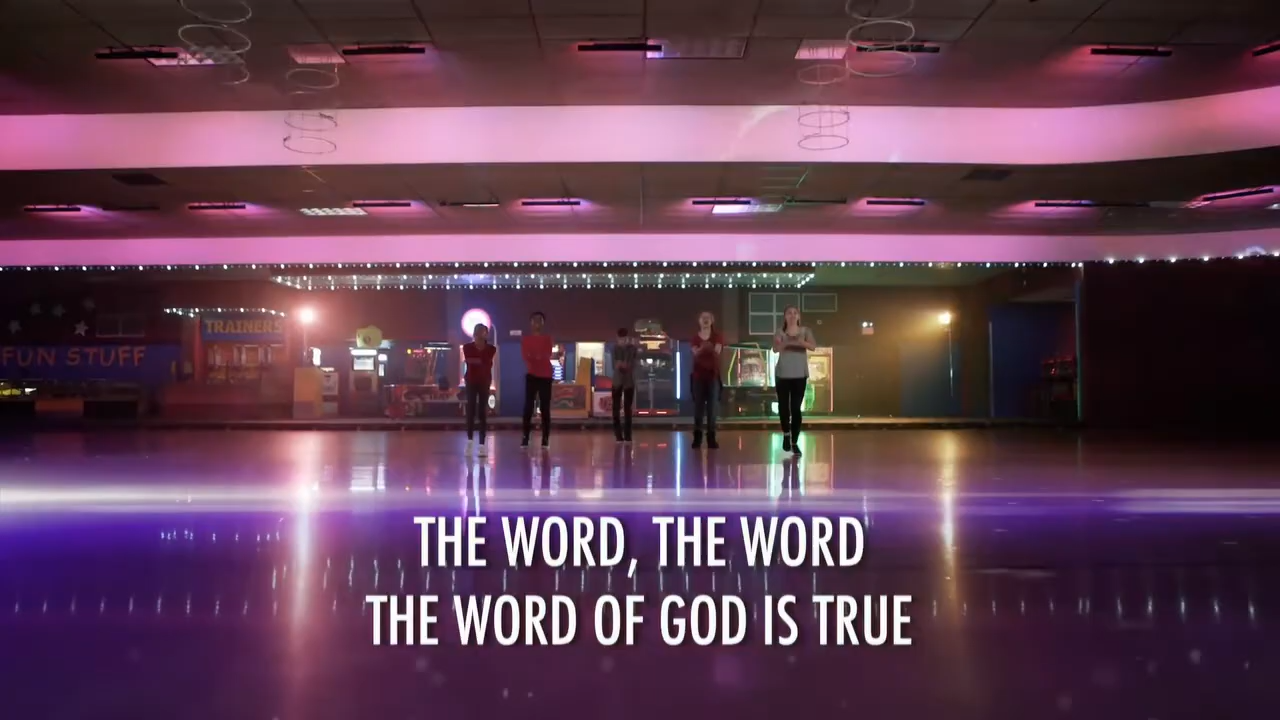 TRAINERS
FUN STUFF
THE WORD, THE WORD
THE WORD OF GOD IS TRUE